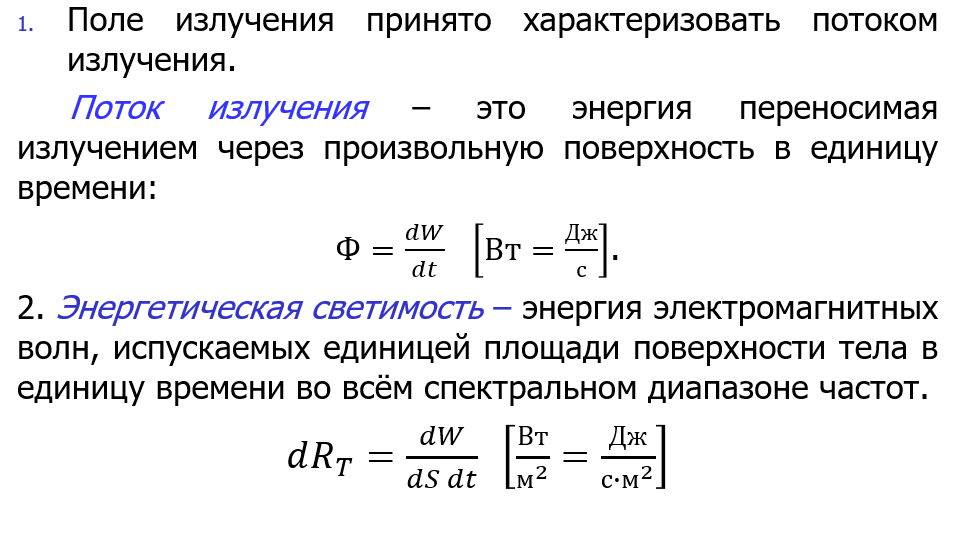 1. Поле излучения принято характеризовать потоком
излучения.
Поток излучения – это энергия переносимая
излучением через произвольную поверхность в единицу
времени:
Ф = dW/dt [Вт = Дж/с].
2. Энергетическая светимость – энергия электромагнитных
волн, испускаемых единицей площади поверхности тела в
единицу времени во всём спектральном диапазоне частот.
dR_T = dW/dS dt [Вт/м² = Дж/с·м²]